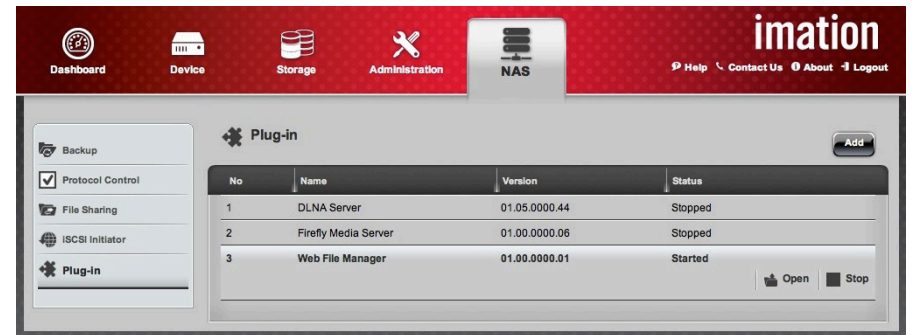 imation
Dashboard Device Storage Administration NAS
Help Contact Us About Logout
Backup
Protocol Control
File Sharing
iSCSI Initiator
Plug-in
Plug-in
Add
No Name Version Status
1 DLNA Server 01.05.0000.44 Stopped
2 Firefly Media Server 01.00.0000.06 Stopped
3 Web File Manager 01.00.0000.01 Started
Open Stop